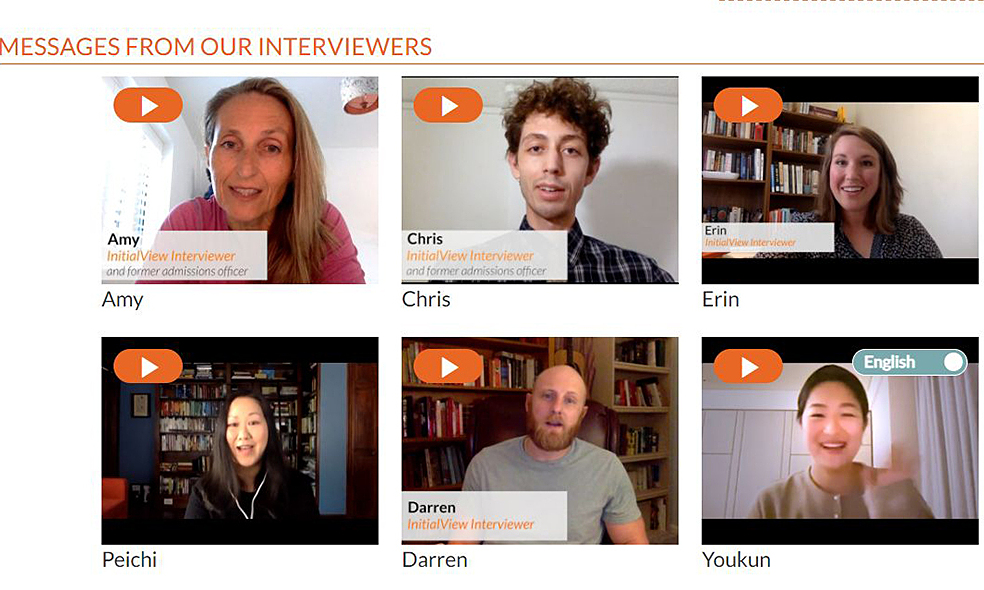 MESSAGES FROM OUR INTERVIEWERS
Amy
InitialView Interviewer
and former admissions officer
Amy
Chris
InitialView Interviewer
and former admissions officer
Chris
Erin
InitialView Interviewer
Erin
Peichi
Darren
InitialView Interviewer
Darren
English
Youkun